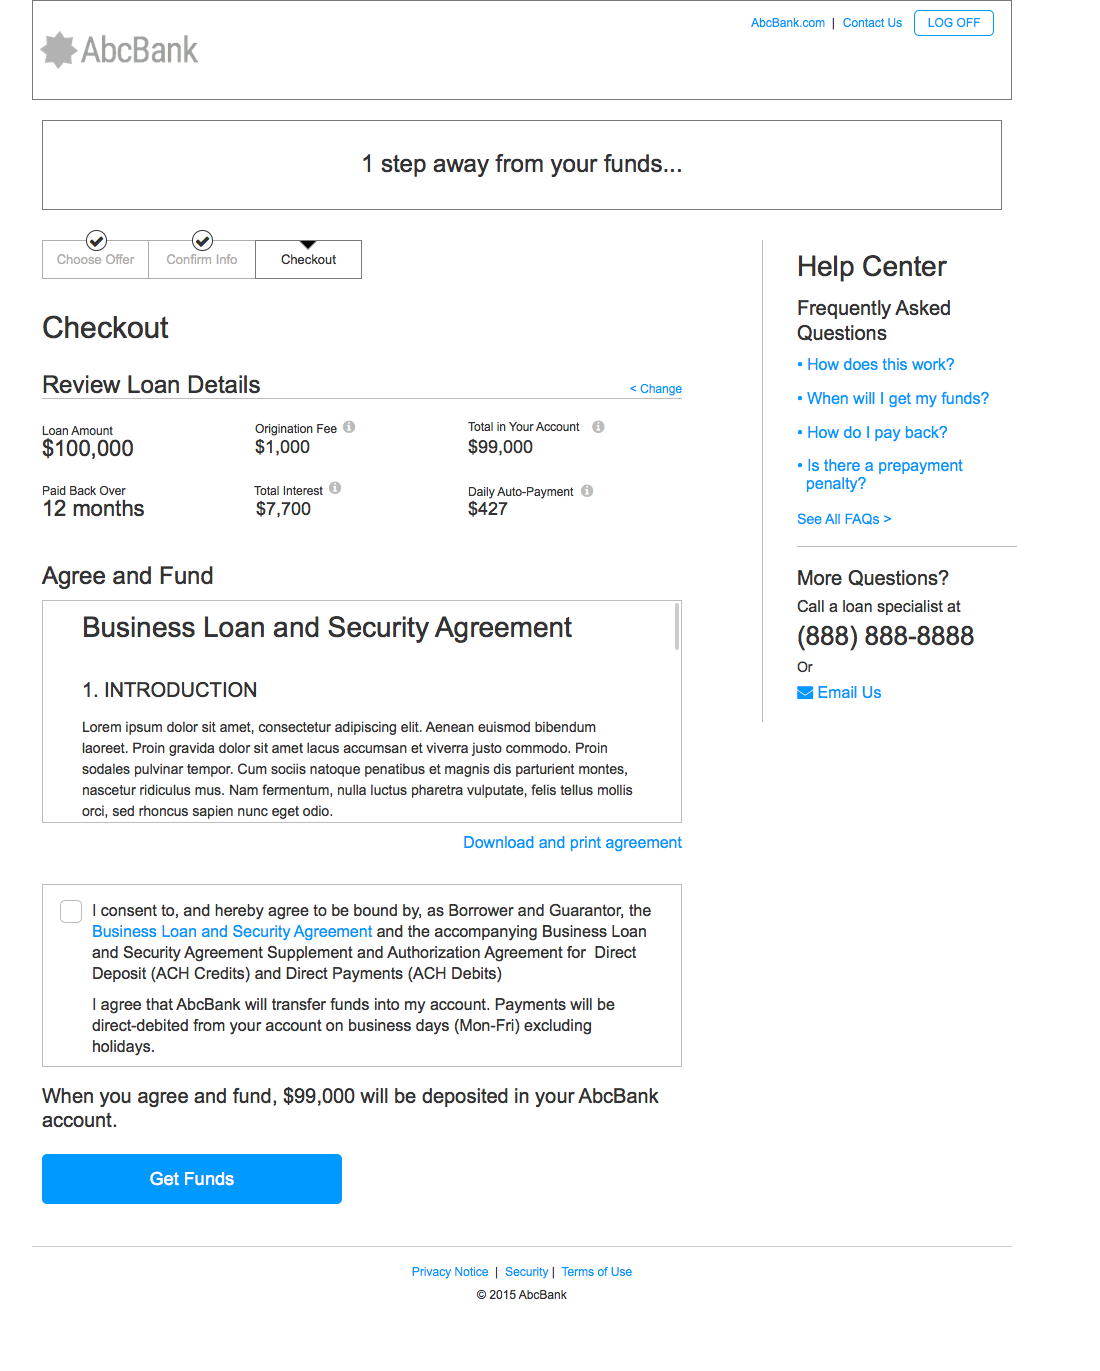 AbcBank
AbcBank.com | Contact Us LOG OFF
1 step away from your funds...
Choose Offer Confirm Info Checkout
Checkout
Review Loan Details
< Change
Loan Amount
$100,000
Origination Fee
$1,000
Total in Your Account
$99,000
Paid Back Over
12 months
Total Interest
$7,700
Daily Auto-Payment
$427
Agree and Fund
Business Loan and Security Agreement
1. INTRODUCTION
Lorem ipsum dolor sit amet, consectetur adipiscing elit. Aenean euismod bibendum
laoreet. Proin gravida dolor sit amet lacus accumsan et viverra justo commodo. Proin
sodales pulvinar tempor. Cum sociis natoque penatibus et magnis dis parturient montes,
nascetur ridiculus mus. Nam fermentum, nulla luctus pharetra vulputate, felis tellus mollis
orci, sed rhoncus sapien nunc eget odio.
Download and print agreement
I consent to, and hereby agree to be bound by, as Borrower and Guarantor, the
Business Loan and Security Agreement and the accompanying Business Loan
and Security Agreement Supplement and Authorization Agreement for Direct
Deposit (ACH Credits) and Direct Payments (ACH Debits)
I agree that AbcBank will transfer funds into my account. Payments will be
direct-debited from your account on business days (Mon-Fri) excluding
holidays.
When you agree and fund, $99,000 will be deposited in your AbcBank
account.
Get Funds
Help Center
Frequently Asked
Questions
• How does this work?
• When will I get my funds?
• How do I pay back?
• Is there a prepayment
penalty?
See All FAQs >
More Questions?
Call a loan specialist at
(888) 888-8888
Or
Email Us
Privacy Notice | Security | Terms of Use
© 2015 AbcBank